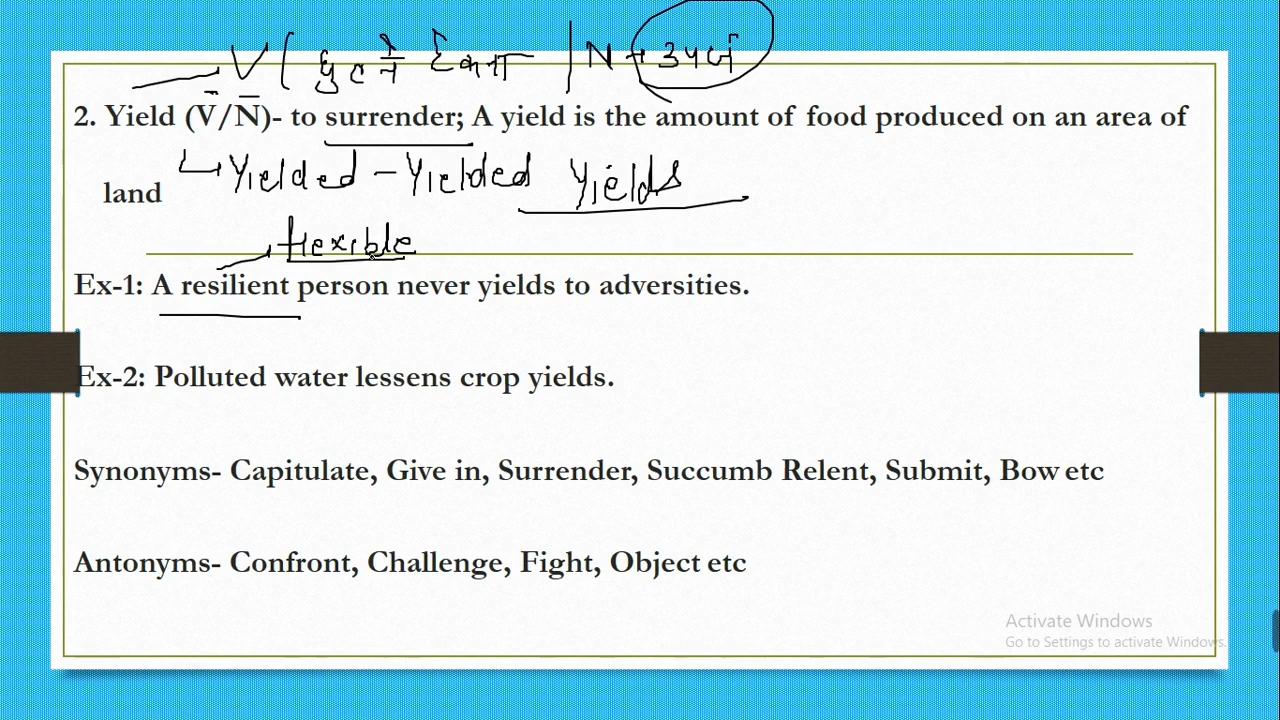 V ( घुटने टेकना | N + उपज
2. Yield (V/N)- to surrender; A yield is the amount of food produced on an area of
Yielded - Yielded Yields
land
flexible
Ex-1: A resilient person never yields to adversities.
Ex-2: Polluted water lessens crop yields.
Synonyms- Capitulate, Give in, Surrender, Succumb Relent, Submit, Bow etc
Antonyms- Confront, Challenge, Fight, Object etc
Activate Windows
Go to Settings to activate Windows.